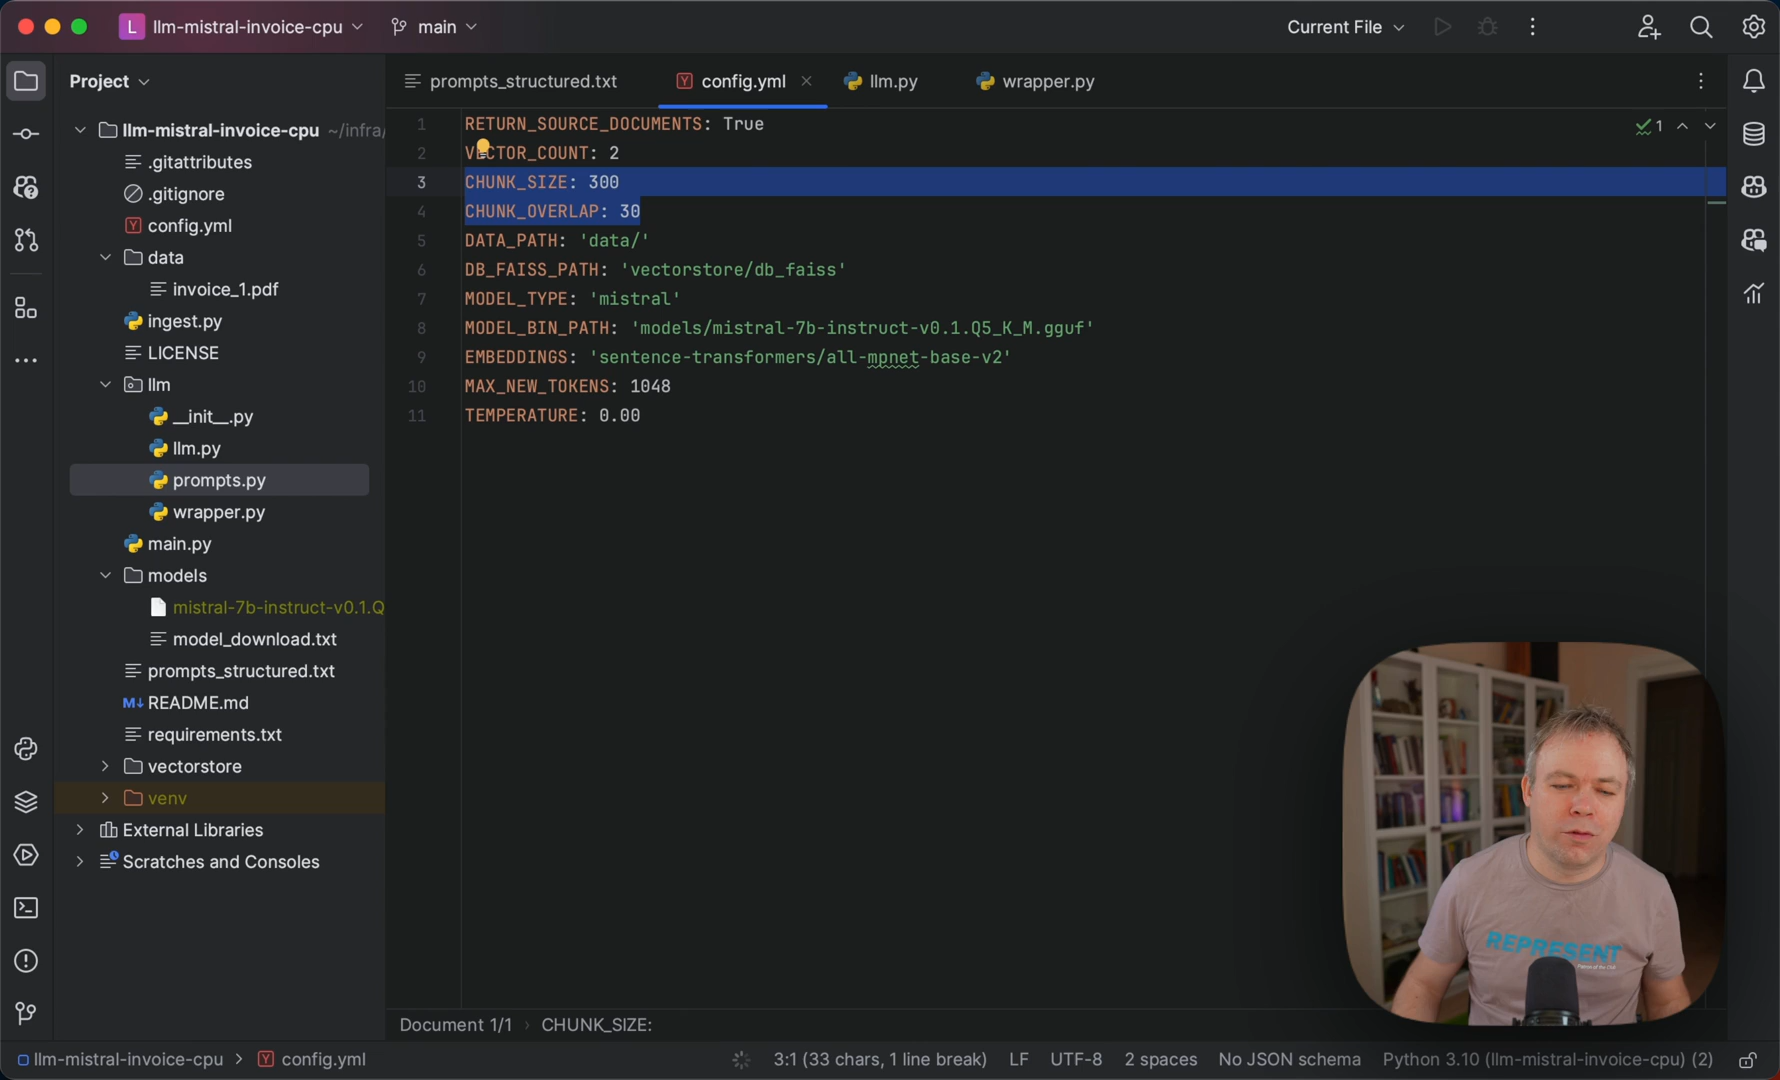 L llm-mistral-invoice-cpu main Current File
Project
prompts_structured.txt
config.yml
llm.py
wrapper.py
llm-mistral-invoice-cpu ~/infra/
.gitattributes
.gitignore
config.yml
data
invoice_1.pdf
ingest.py
LICENSE
llm
__init__.py
llm.py
prompts.py
wrapper.py
main.py
models
mistral-7b-instruct-v0.1.Q
model_download.txt
prompts_structured.txt
M↓ README.md
requirements.txt
vectorstore
venv
External Libraries
Scratches and Consoles
1 RETURN_SOURCE_DOCUMENTS: True
2 VECTOR_COUNT: 2
3 CHUNK_SIZE: 300
4 CHUNK_OVERLAP: 30
5 DATA_PATH: 'data/'
6 DB_FAISS_PATH: 'vectorstore/db_faiss'
7 MODEL_TYPE: 'mistral'
8 MODEL_BIN_PATH: 'models/mistral-7b-instruct-v0.1.Q5_K_M.gguf'
9 EMBEDDINGS: 'sentence-transformers/all-mpnet-base-v2'
10 MAX_NEW_TOKENS: 1048
11 TEMPERATURE: 0.00
1
REPRESENT
Document 1/1 › CHUNK_SIZE:
llm-mistral-invoice-cpu › config.yml 3:1 (33 chars, 1 line break) LF UTF-8 2 spaces No JSON schema Python 3.10 (llm-mistral-invoice-cpu) (2)